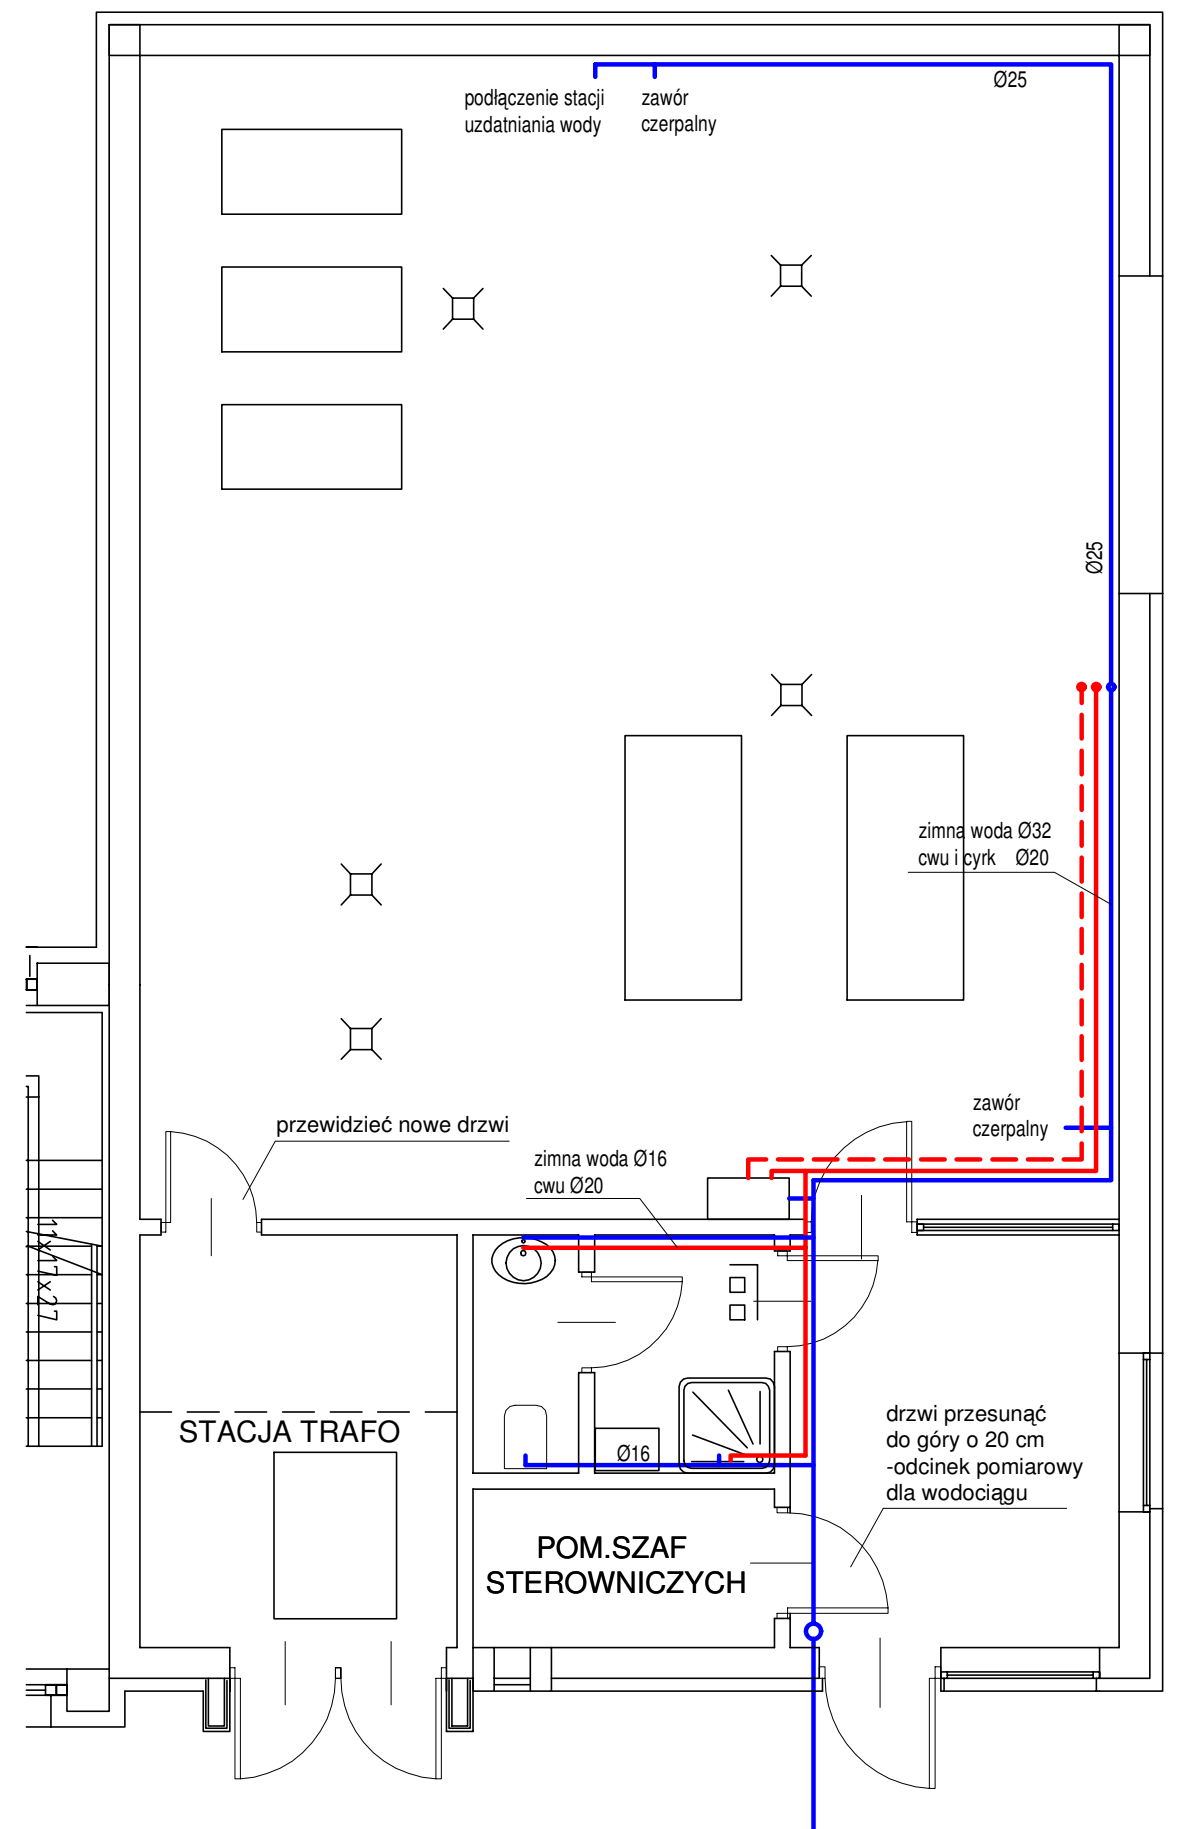 Ø25
podłączenie stacji
uzdatniania wody
zawór
czerpalny
Ø25
zimna woda Ø32
cwu i cyrk Ø20
zawór
czerpalny
przewidzieć nowe drzwi
zimna woda Ø16
cwu Ø20
11x17x27
STACJA TRAFO
Ø16
drzwi przesunąć
do góry o 20 cm
-odcinek pomiarowy
dla wodociągu
POM.SZAF
STEROWNICZYCH